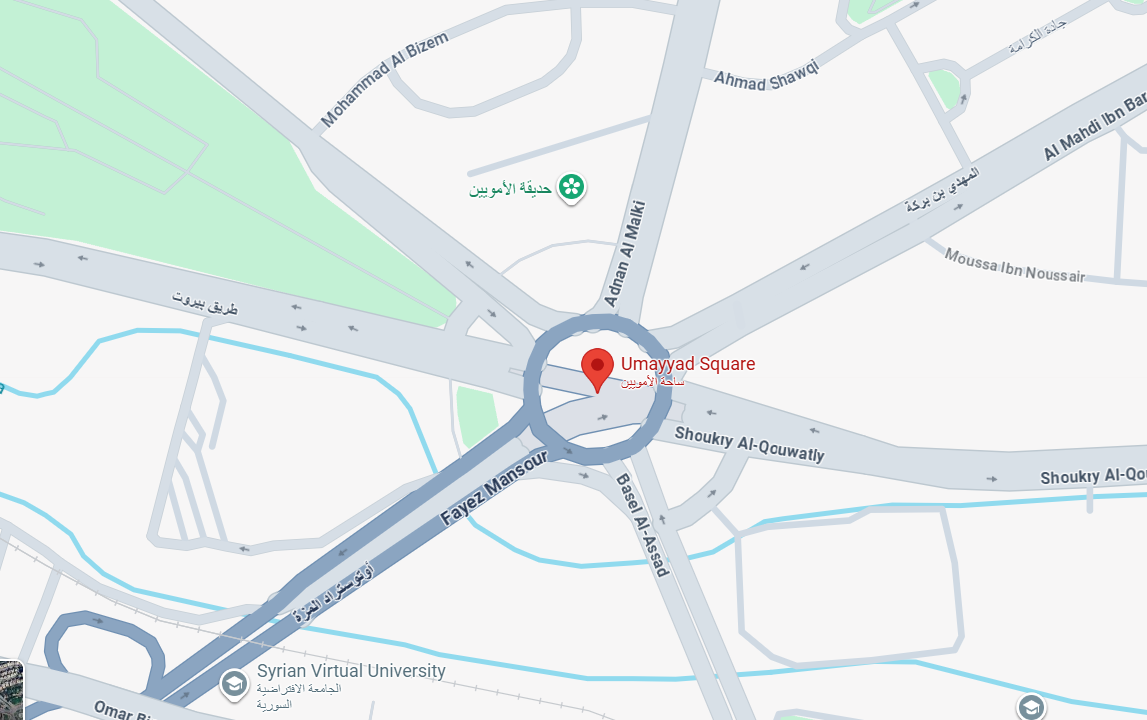 Mohammad Al Bizem
Ahmad Shawqi
جادة الكرامة
Al Mahdi Ibn Bar
المهدي بن بركة
حديقة الأمويين
Adnan Al Malki
Moussa Ibn Noussair
طريق بيروت
Umayyad Square
ساحة الأمويين
Shoukry Al-Qouwatly
Shoukry Al-Qou
Fayez Mansour
Basel Al-Assad
أوتوستراد المزة
Syrian Virtual University
الجامعة الافتراضية
السورية
Omar Bi